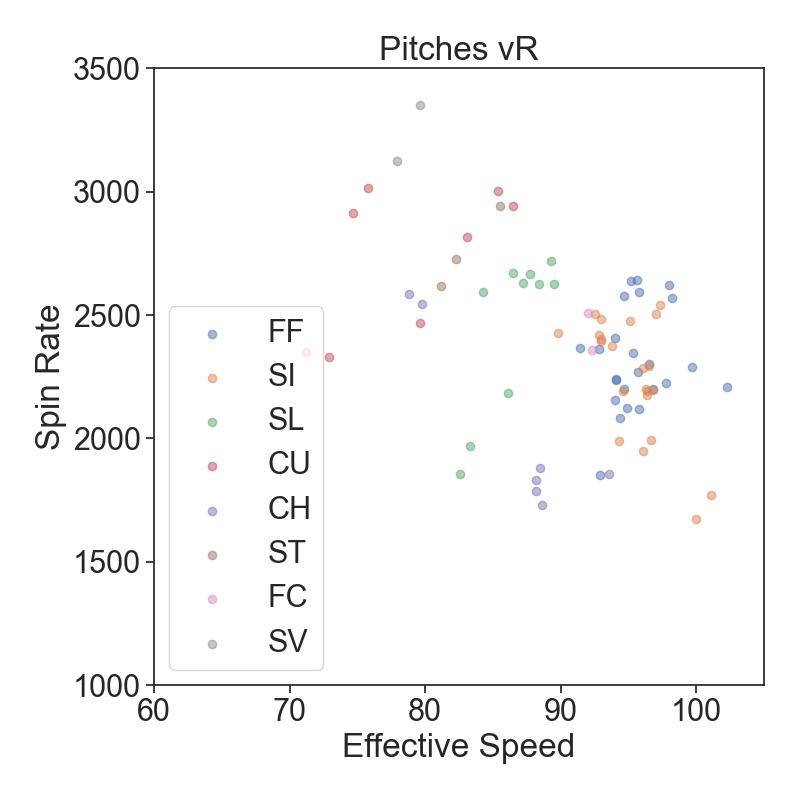 Pitches vR
3500
3000
2500
2000
1500
1000
Spin Rate
FF
SI
SL
CU
CH
ST
FC
SV
60 70 80 90 100
Effective Speed